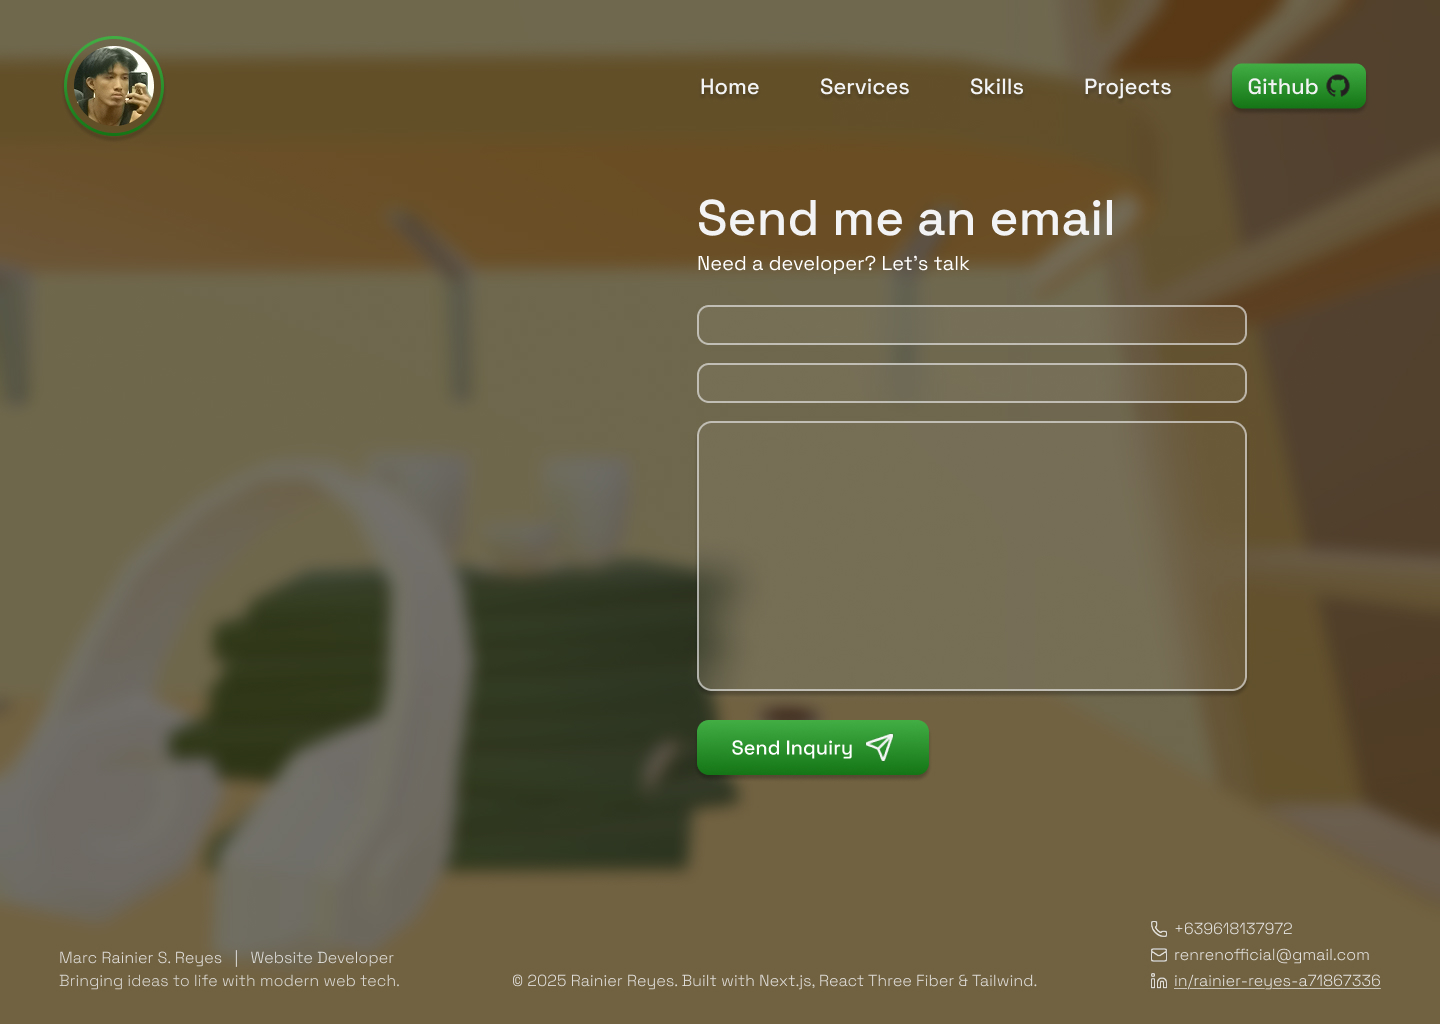 Home Services Skills Projects Github
Send me an email
Need a developer? Let's talk
Send Inquiry
+639618137972
renrenofficial@gmail.com
Marc Rainier S. Reyes | Website Developer
Bringing ideas to life with modern web tech.
© 2025 Rainier Reyes. Built with Next.js, React Three Fiber & Tailwind.
in/rainier-reyes-a71867336